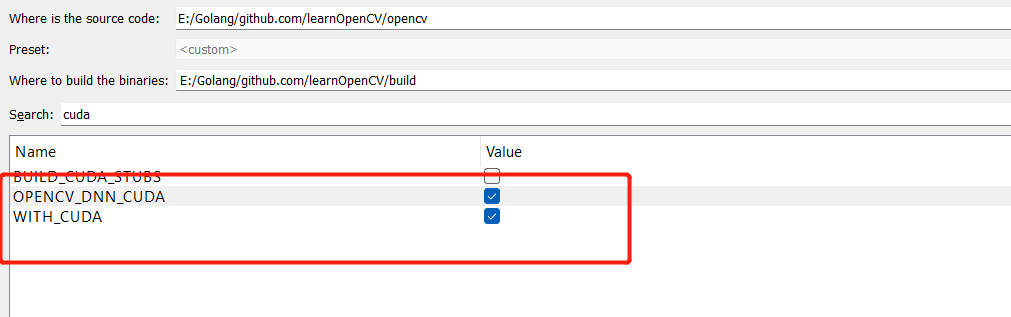 Where is the source code: E:/Golang/github.com/learnOpenCV/opencv
Preset: <custom>
Where to build the binaries: E:/Golang/github.com/learnOpenCV/build
Search: cuda
Name Value
BUILD_CUDA_STUBS
OPENCV_DNN_CUDA
WITH_CUDA